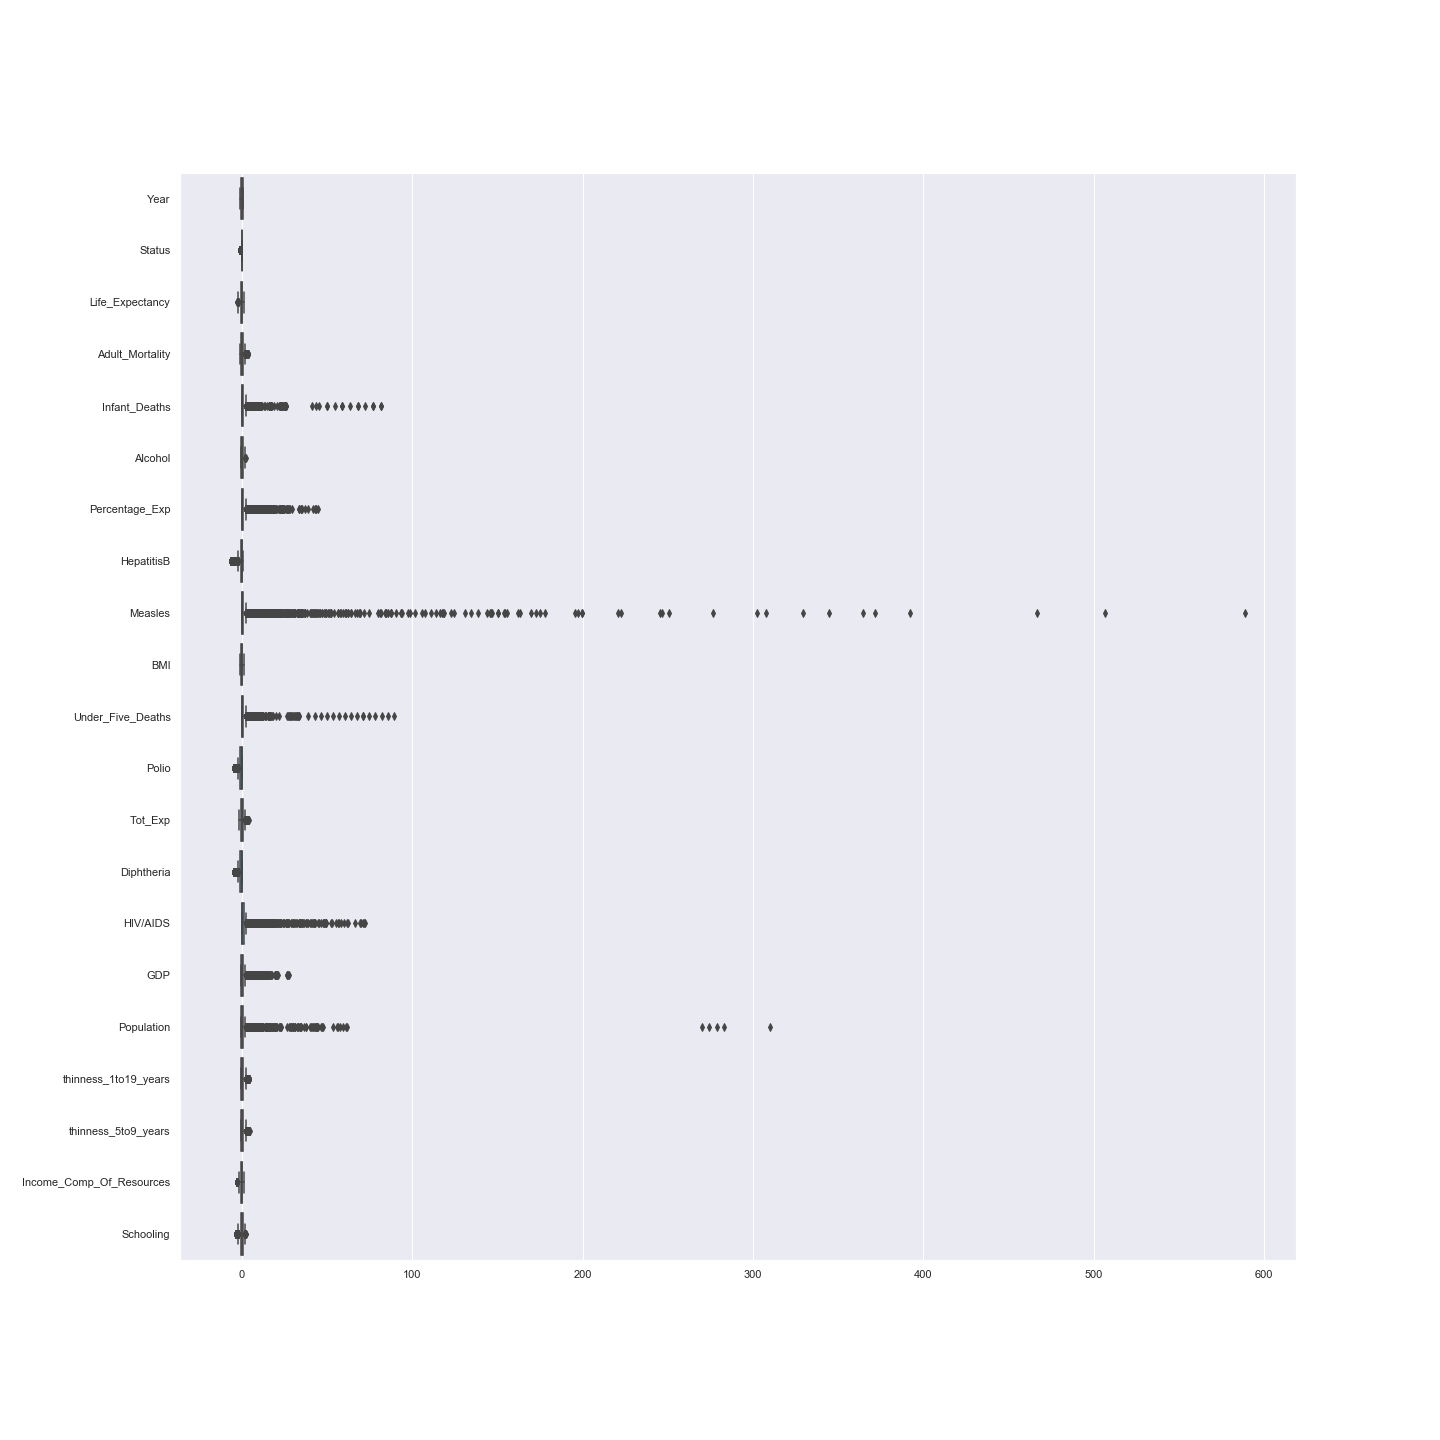 Year
Status
Life_Expectancy
Adult_Mortality
Infant_Deaths
Alcohol
Percentage_Exp
HepatitisB
Measles
BMI
Under_Five_Deaths
Polio
Tot_Exp
Diphtheria
HIV/AIDS
GDP
Population
thinness_1to19_years
thinness_5to9_years
Income_Comp_Of_Resources
Schooling
0 100 200 300 400 500 600